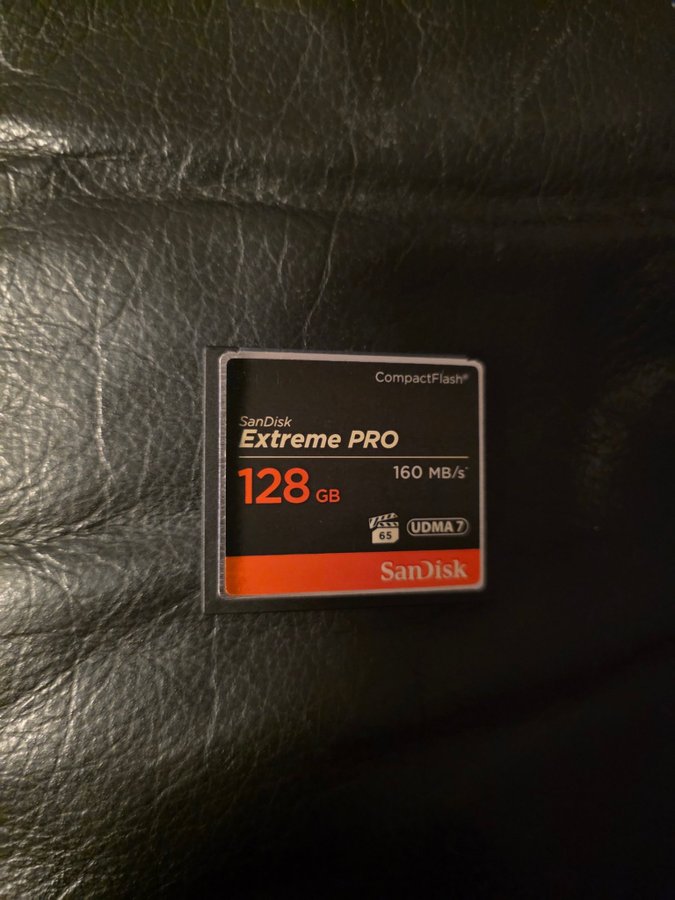 CompactFlash®
SanDisk
Extreme PRO
128 GB
160 MB/s*
65
UDMA 7
SanDisk